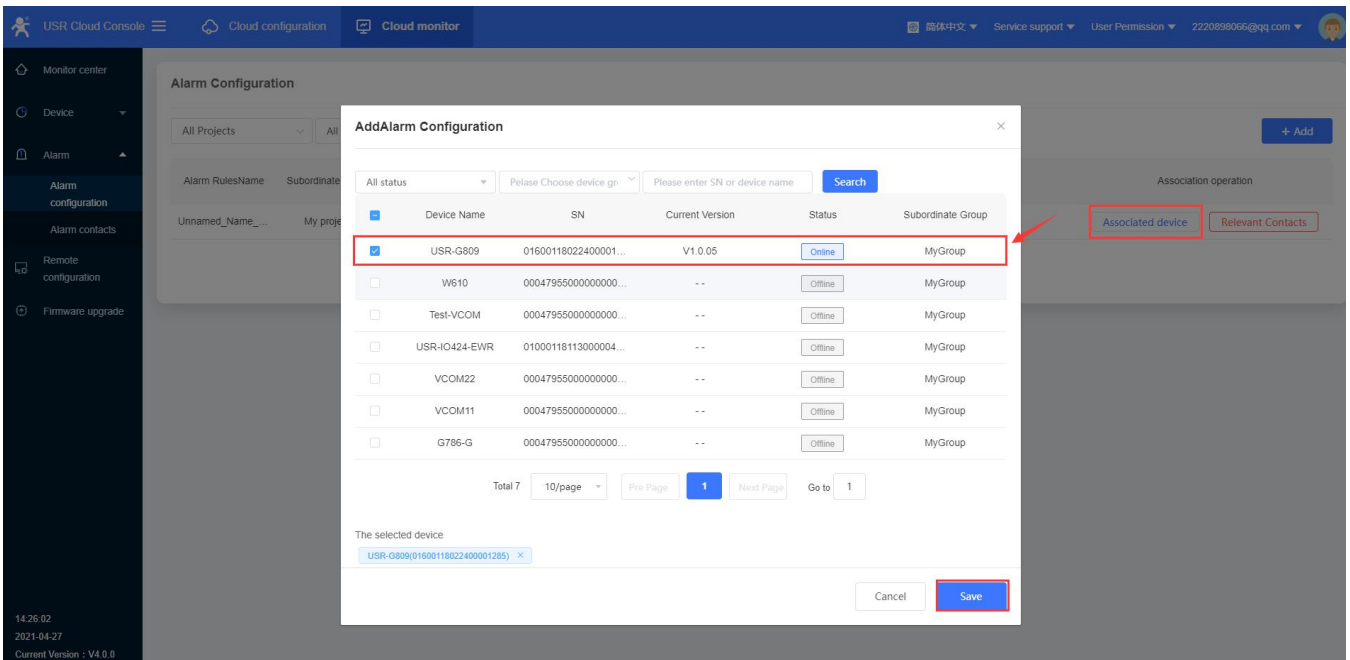 USR Cloud Console
Cloud configuration
Cloud monitor
简体中文
Service support
User Permission
2220898066@qq.com
Monitor center
Device
Alarm
Alarm
configuration
Alarm contacts
Remote
configuration
Firmware upgrade
14:26:02
2021-04-27
Current Version : V4.0.0
Alarm Configuration
All Projects
All
+ Add
Alarm RulesName Subordinate Association operation
Unnamed_Name_... My proje Associated device Relevant Contacts
AddAlarm Configuration
All status Pelase Choose device gr Please enter SN or device name Search
Device Name SN Current Version Status Subordinate Group
USR-G809 01600118022400001... V1.0.05 Online MyGroup
W610 00047955000000000... - - Offline MyGroup
Test-VCOM 00047955000000000... - - Offline MyGroup
USR-IO424-EWR 01000118113000004... - - Offline MyGroup
VCOM22 00047955000000000... - - Offline MyGroup
VCOM11 00047955000000000... - - Offline MyGroup
G786-G 00047955000000000... - - Offline MyGroup
Total 7 10/page Pre Page 1 Next Page Go to 1
The selected device
USR-G809(01600118022400001285) ×
Cancel Save